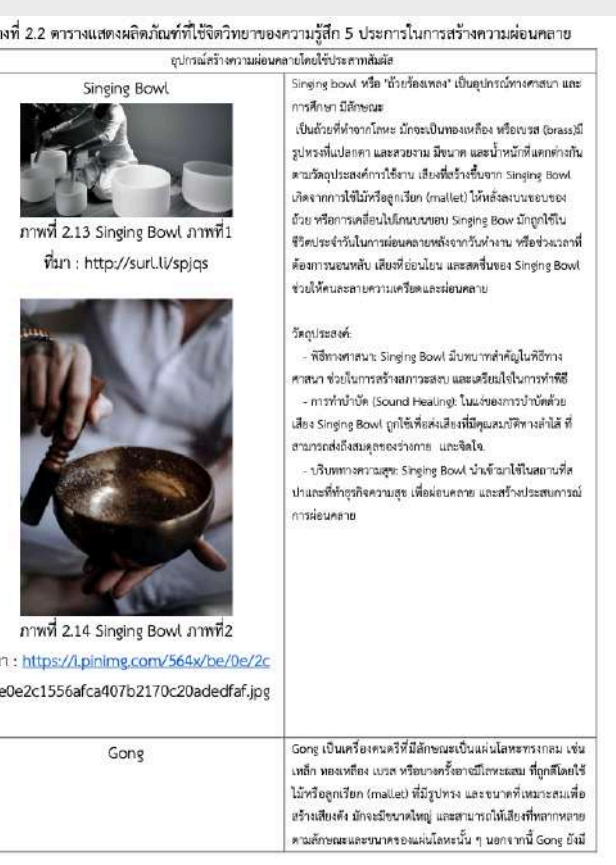 งที่ 2.2 ตารางแสดงผลิตภัณฑ์ที่ใช้จิตวิทยาของความรู้สึก 5 ประการในการสร้างความผ่อนคลาย
อุปกรณ์สร้างความผ่อนคลายโดยใช้ประสาทสัมผัส
Singing Bowl
ภาพที่ 2.13 Singing Bowl ภาพที่1
ที่มา : http://surl.li/spjqs
ภาพที่ 2.14 Singing Bowl ภาพที่2
า : https://i.pinimg.com/564x/be/0e/2c
e0e2c1556afca407b2170c20adedfaf.jpg
Singing bowl หรือ "ถ้วยร้องเพลง" เป็นอุปกรณ์ทางศาสนา และ
การศึกษา มีลักษณะ
เป็นถ้วยที่ทำจากโลหะ มักจะเป็นทองเหลือง หรือเบรส (brass)มี
รูปทรงที่แปลกตา และสวยงาม มีขนาด และน้ำหนักที่แตกต่างกัน
ตามวัตถุประสงค์การใช้งาน เสียงที่สร้างขึ้นจาก Singing Bowl
เกิดจากการใช้ไม้หรือลูกเรียก (mallet) ให้หลั่งลงบนขอบของ
ถ้วย หรือการเคลื่อนไปโดนบนขอบ Singing Bow มักถูกใช้ใน
ชีวิตประจำวันในการผ่อนคลายหลังจากวันทำงาน หรือช่วงเวลาที่
ต้องการนอนหลับ เสียงที่อ่อนโยน และสดชื่นของ Singing Bowl
ช่วยให้คนละลายความเครียดและผ่อนคลาย
วัตถุประสงค์:
- พิธีทางศาสนา: Singing Bowl มีบทบาทสำคัญในพิธีทาง
ศาสนา ช่วยในการสร้างสภาวะสงบ และเตรียมใจในการทำพิธี
- การทำบำบัด (Sound Healing): ในแง่ของการบำบัดด้วย
เสียง Singing Bowl ถูกใช้เพื่อส่งเสียงที่มีคุณสมบัติทางลำไส้ ที่
สามารถส่งถึงสมดุลของร่างกาย และจิตใจ.
- บริบททางความสุข: Singing Bowl นำเข้ามาใช้ในสถานที่ส
ปาและที่ทำธุรกิจความสุข เพื่อผ่อนคลาย และสร้างประสบการณ์
การผ่อนคลาย
Gong
Gong เป็นเครื่องดนตรีที่มีลักษณะเป็นแผ่นโลหะทรงกลม เช่น
เหล็ก ทองเหลือง เบรส หรือบางครั้งอาจมีโลหะผสม ที่ถูกตีโดยใช้
ไม้หรือลูกเรียก (mallet) ที่มีรูปทรง และขนาดที่เหมาะสมเพื่อ
สร้างเสียงดัง มักจะมีขนาดใหญ่ และสามารถให้เสียงที่หลากหลาย
ตามลักษณะและขนาดของแผ่นโลหะนั้น ๆ นอกจากนี้ Gong ยังมี